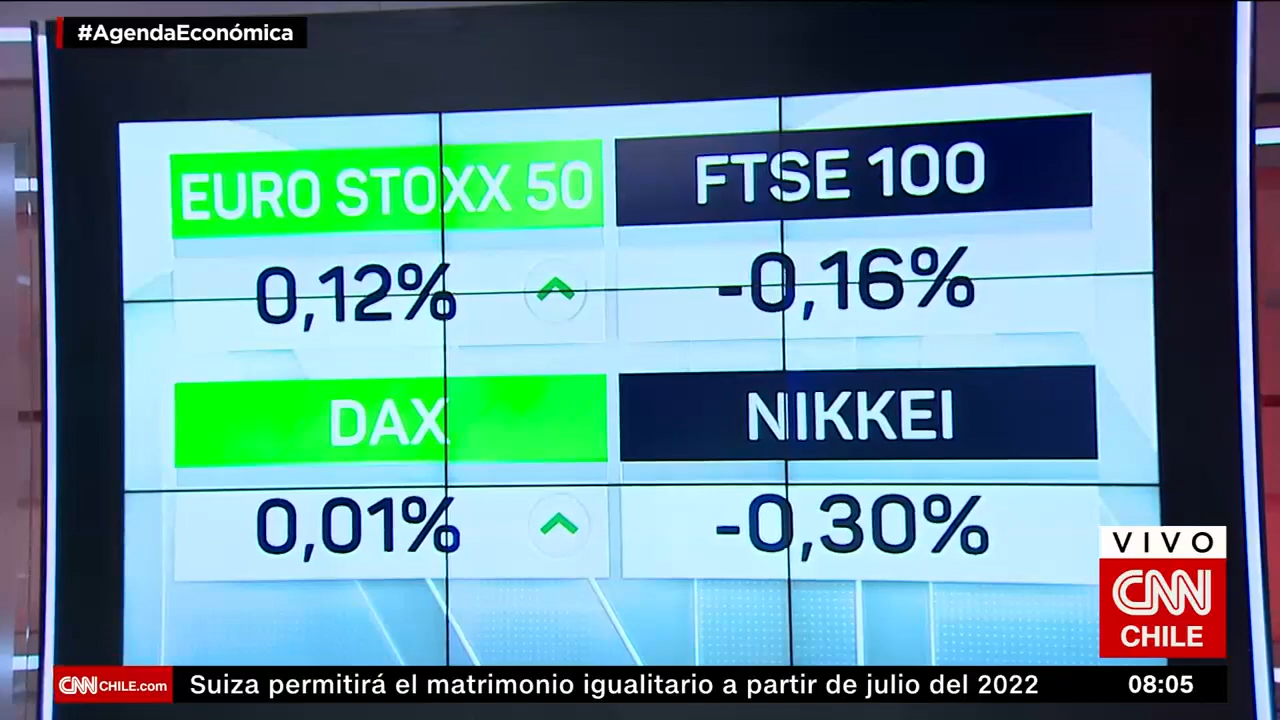 #AgendaEconómica
EURO STOXX 50
FTSE 100
0,12%
-0,16%
DAX
NIKKEI
0,01%
-0,30%
VIVO
CNN
CHILE
CNNCHILE.com
Suiza permitirá el matrimonio igualitario a partir de julio del 2022
08:05